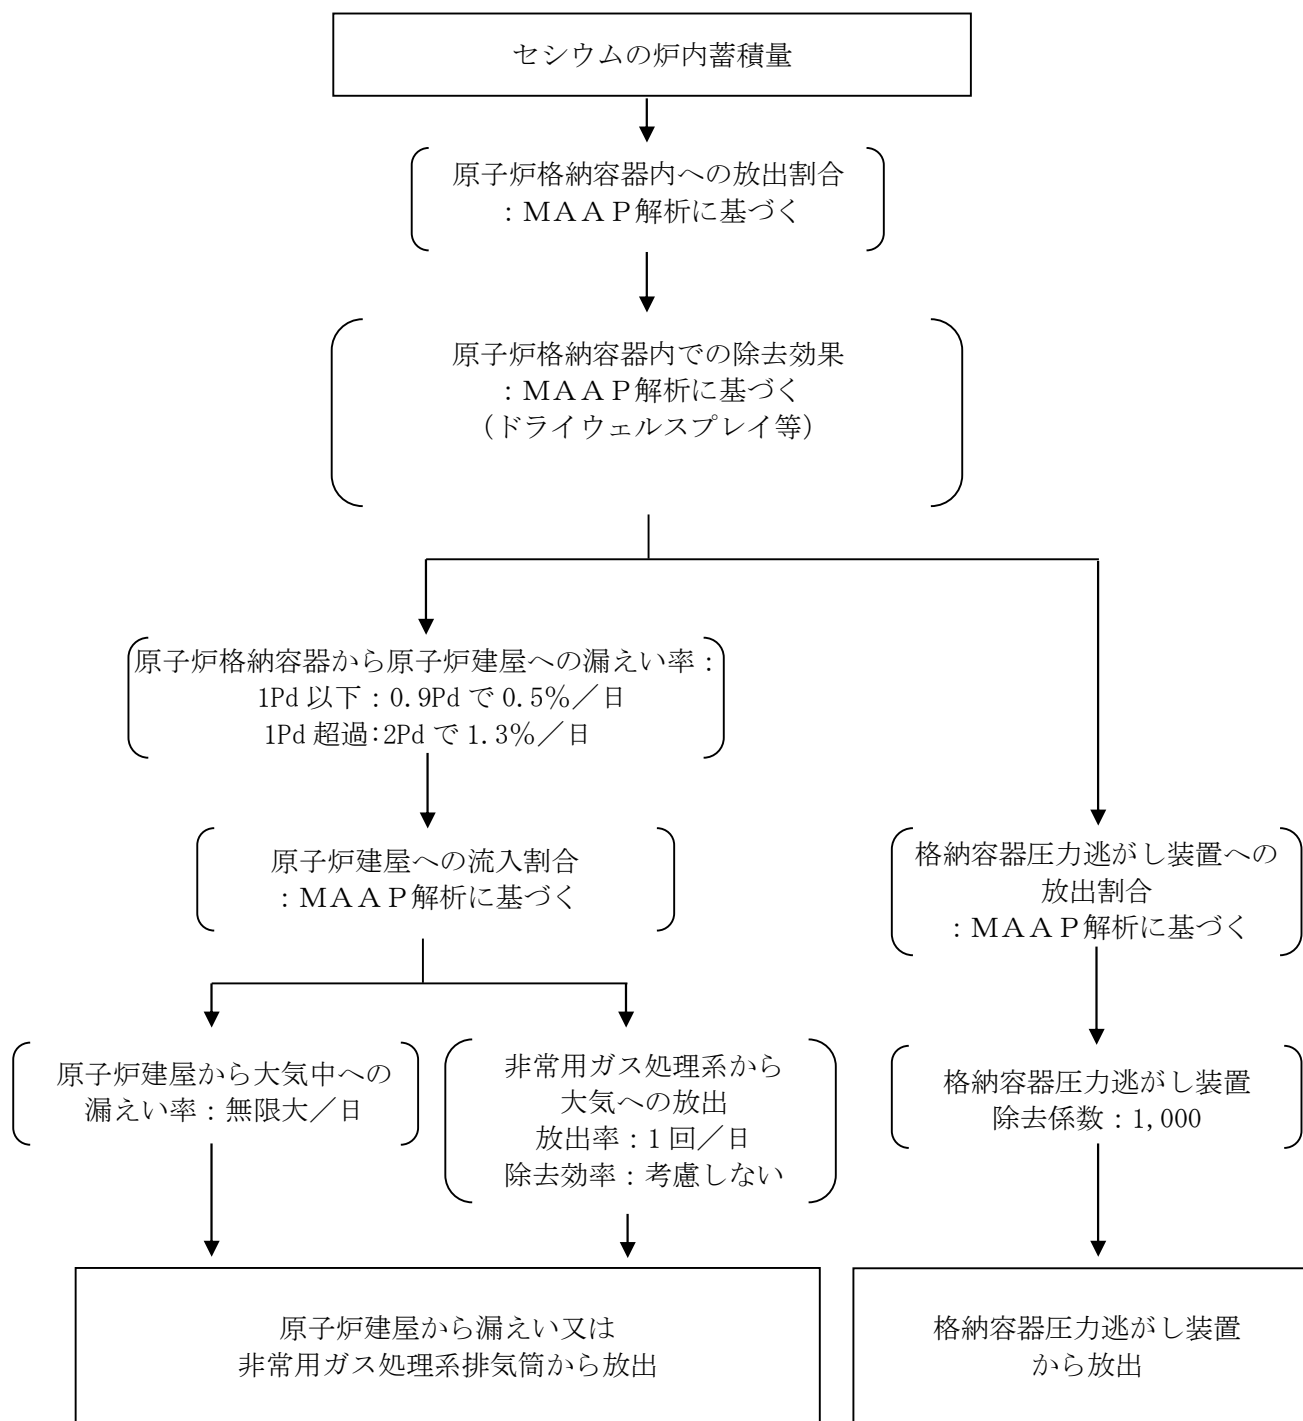 セシウムの炉内蓄積量
原子炉格納容器内への放出割合
：ＭＡＡＰ解析に基づく
原子炉格納容器内での除去効果
：ＭＡＡＰ解析に基づく
（ドライウェルスプレイ等）
原子炉格納容器から原子炉建屋への漏えい率：
1Pd 以下：0.9Pd で 0.5％／日
1Pd 超過：2Pd で 1.3％／日
原子炉建屋への流入割合
：ＭＡＡＰ解析に基づく
格納容器圧力逃がし装置への
放出割合
：ＭＡＡＰ解析に基づく
原子炉建屋から大気中への
漏えい率：無限大／日
非常用ガス処理系から
大気への放出
放出率：1 回／日
除去効率：考慮しない
格納容器圧力逃がし装置
除去係数：1,000
原子炉建屋から漏えい又は
非常用ガス処理系排気筒から放出
格納容器圧力逃がし装置
から放出